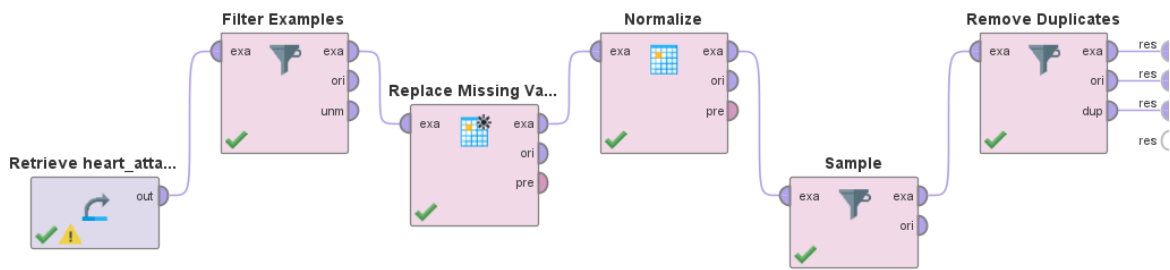 Retrieve heart_atta...
out
Filter Examples
exa
exa
ori
unm
Replace Missing Va...
exa
exa
ori
pre
Normalize
exa
exa
ori
pre
Sample
exa
exa
ori
Remove Duplicates
exa
exa
ori
dup
res
res
res
res